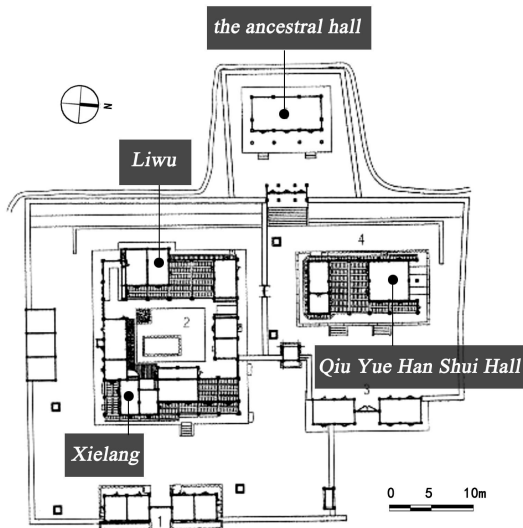 the ancestral hall
N
Liwu
4
2
Qiu Yue Han Shui Hall
3
Xielang
0 5 10m
1